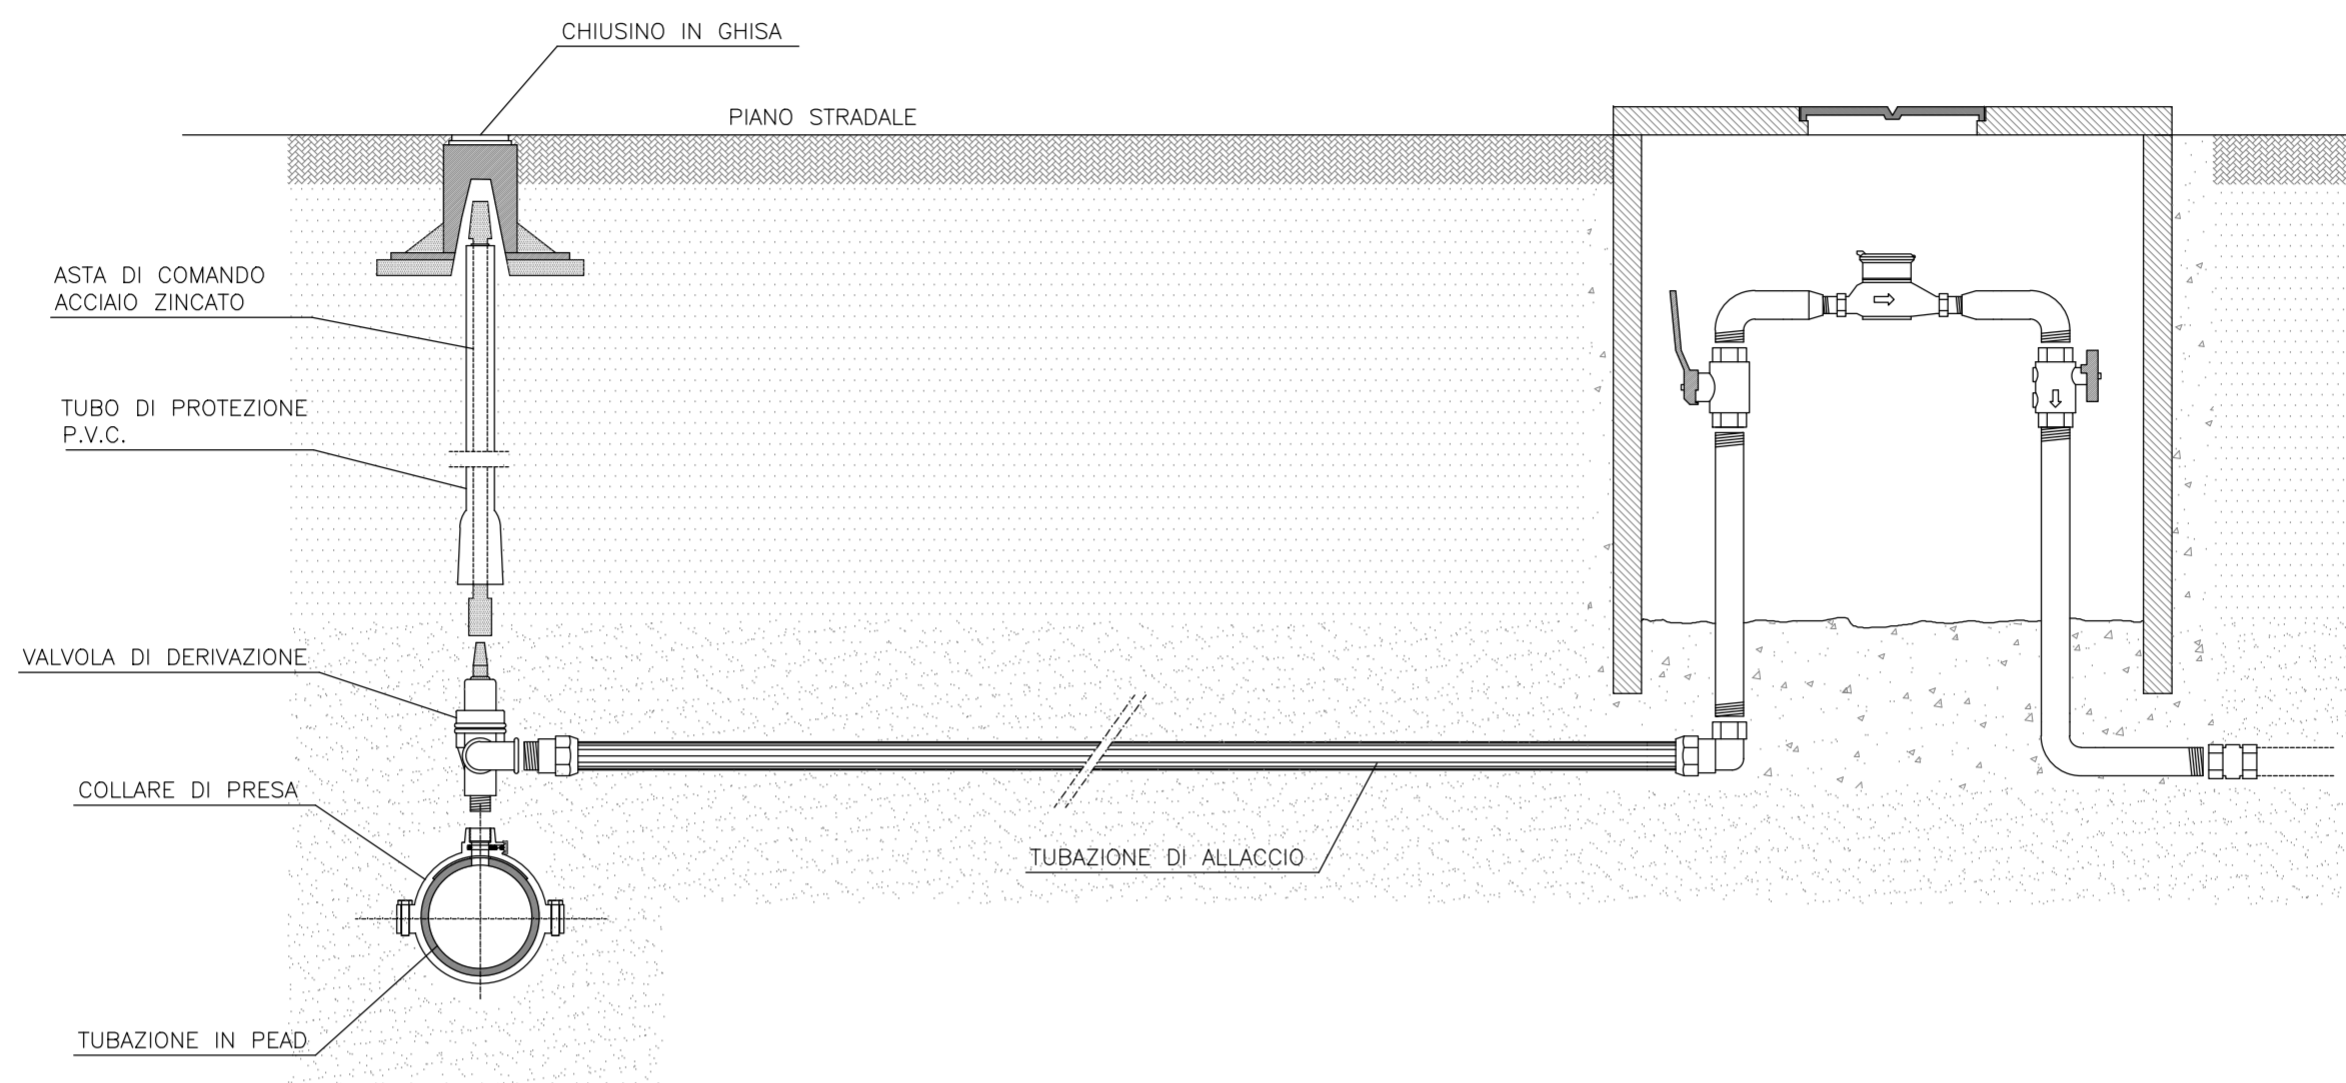 CHIUSINO IN GHISA
PIANO STRADALE
ASTA DI COMANDO
ACCIAIO ZINCATO
TUBO DI PROTEZIONE
P.V.C.
VALVOLA DI DERIVAZIONE
COLLARE DI PRESA
TUBAZIONE DI ALLACCIO
TUBAZIONE IN PEAD